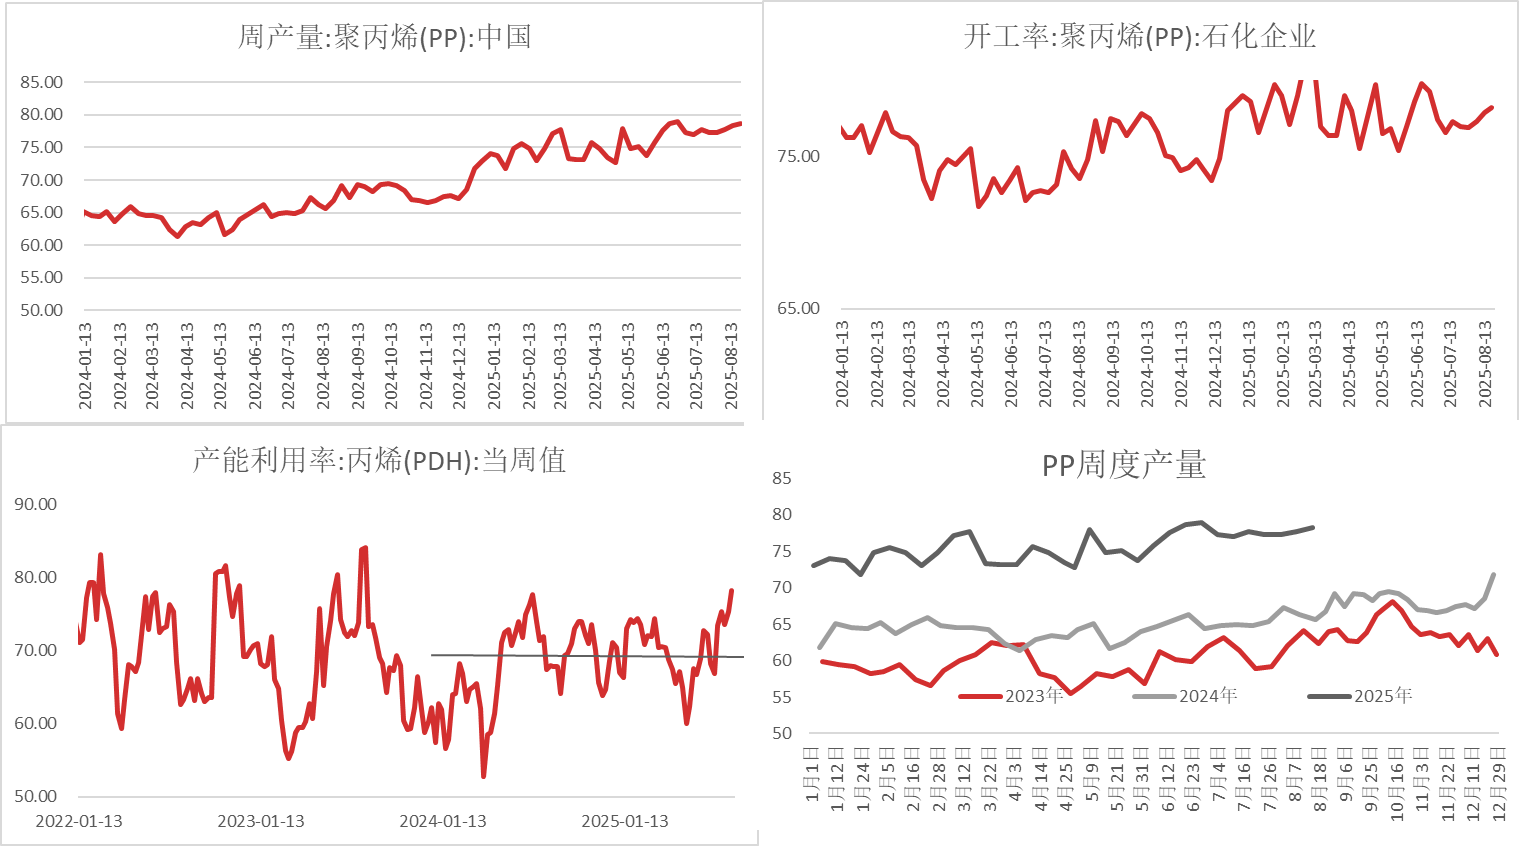 周产量:聚丙烯(PP):中国
85.00
80.00
75.00
70.00
65.00
60.00
55.00
50.00
2024-01-13
2024-02-13
2024-03-13
2024-04-13
2024-05-13
2024-06-13
2024-07-13
2024-08-13
2024-09-13
2024-10-13
2024-11-13
2024-12-13
2025-01-13
2025-02-13
2025-03-13
2025-04-13
2025-05-13
2025-06-13
2025-07-13
2025-08-13
开工率:聚丙烯(PP):石化企业
75.00
65.00
2024-01-13
2024-02-13
2024-03-13
2024-04-13
2024-05-13
2024-06-13
2024-07-13
2024-08-13
2024-09-13
2024-10-13
2024-11-13
2024-12-13
2025-01-13
2025-02-13
2025-03-13
2025-04-13
2025-05-13
2025-06-13
2025-07-13
2025-08-13
产能利用率:丙烯(PDH):当周值
90.00
80.00
70.00
60.00
50.00
2022-01-13
2023-01-13
2024-01-13
2025-01-13
PP周度产量
85
80
75
70
65
60
55
50
2023年
2024年
2025年
1月1日
1月12日
1月24日
2月5日
2月16日
2月28日
3月12日
3月22日
4月3日
4月14日
4月25日
5月9日
5月21日
5月31日
6月12日
6月23日
7月4日
7月16日
7月26日
8月7日
8月18日
9月6日
9月25日
10月16日
11月3日
11月22日
12月11日
12月29日